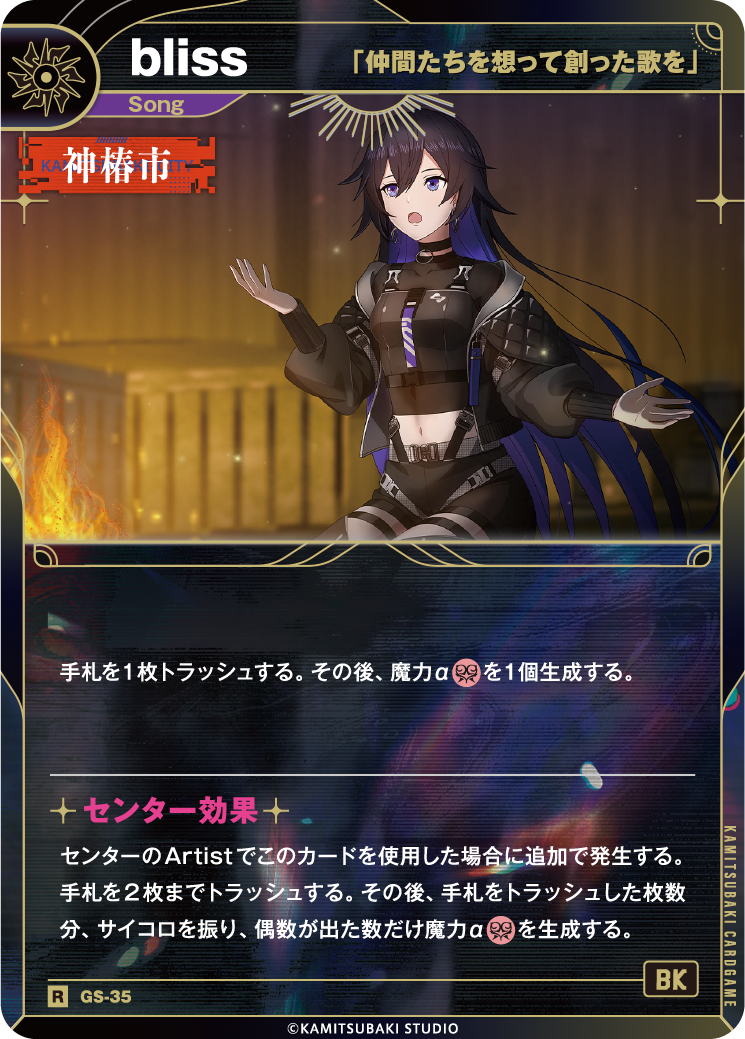 bliss
「仲間たちを想って創った歌を」
Song
KAMITSUBAKI CITY
神椿市
手札を1枚トラッシュする。その後、魔力αを1個生成する。
センター効果
センターのArtistでこのカードを使用した場合に追加で発生する。
手札を2枚までトラッシュする。その後、手札をトラッシュした枚数
分、サイコロを振り、偶数が出た数だけ魔力αを生成する。
KAMITSUBAKI CARDGAME
BK
R GS-35
©KAMITSUBAKI STUDIO